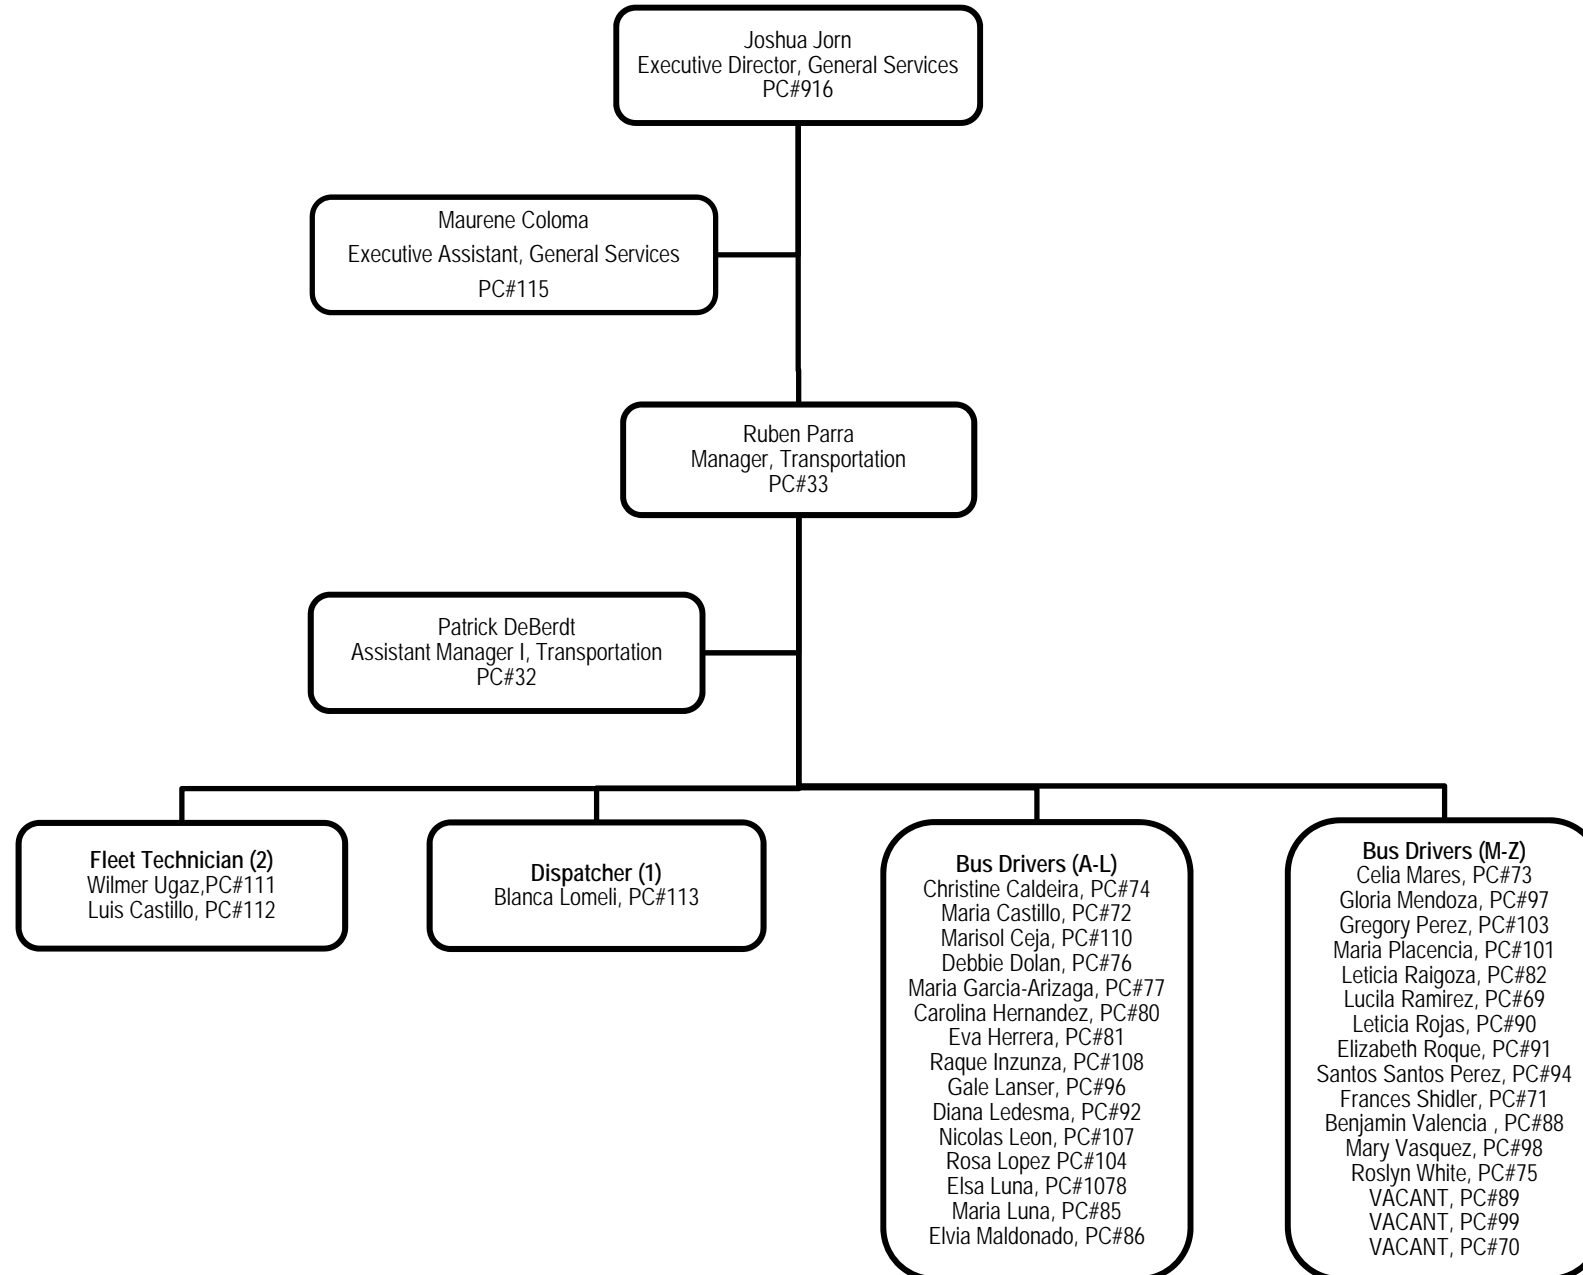 Joshua Jorn
Executive Director, General Services
PC#916
Maurene Coloma
Executive Assistant, General Services
PC#115
Ruben Parra
Manager, Transportation
PC#33
Patrick DeBerdt
Assistant Manager I, Transportation
PC#32
Fleet Technician (2)
Wilmer Ugaz,PC#111
Luis Castillo, PC#112
Dispatcher (1)
Blanca Lomeli, PC#113
Bus Drivers (A-L)
Christine Caldeira, PC#74
Maria Castillo, PC#72
Marisol Ceja, PC#110
Debbie Dolan, PC#76
Maria Garcia-Arizaga, PC#77
Carolina Hernandez, PC#80
Eva Herrera, PC#81
Raque Inzunza, PC#108
Gale Lanser, PC#96
Diana Ledesma, PC#92
Nicolas Leon, PC#107
Rosa Lopez PC#104
Elsa Luna, PC#1078
Maria Luna, PC#85
Elvia Maldonado, PC#86
Bus Drivers (M-Z)
Celia Mares, PC#73
Gloria Mendoza, PC#97
Gregory Perez, PC#103
Maria Placencia, PC#101
Leticia Raigoza, PC#82
Lucila Ramirez, PC#69
Leticia Rojas, PC#90
Elizabeth Roque, PC#91
Santos Santos Perez, PC#94
Frances Shidler, PC#71
Benjamin Valencia , PC#88
Mary Vasquez, PC#98
Roslyn White, PC#75
VACANT, PC#89
VACANT, PC#99
VACANT, PC#70